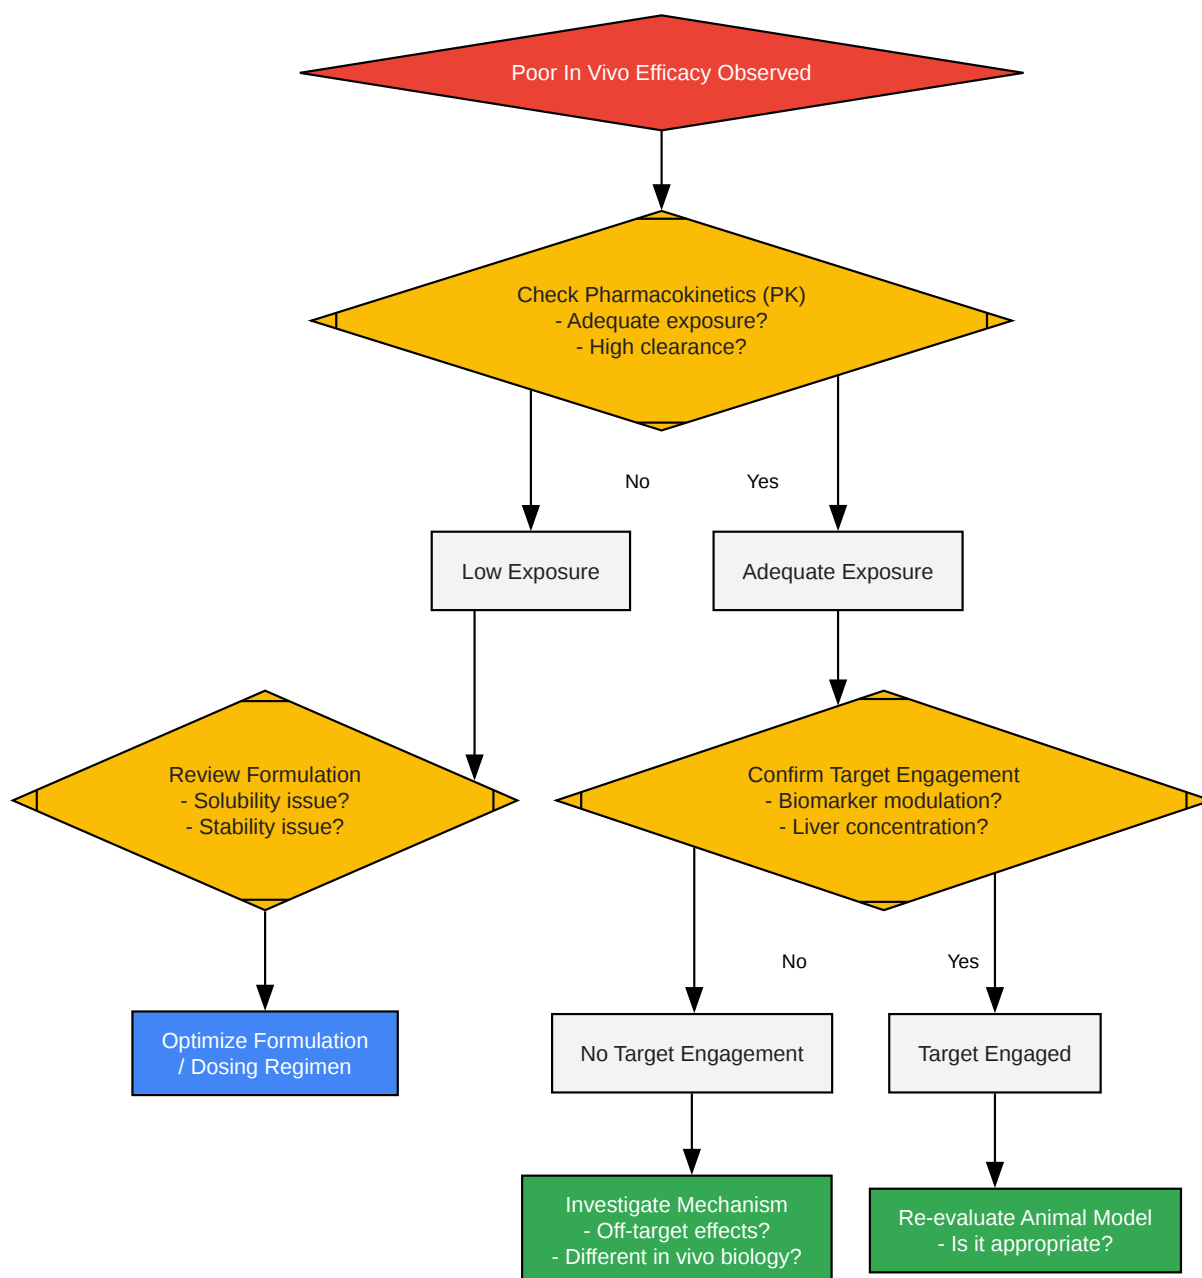 Poor In Vivo Efficacy Observed
Check Pharmacokinetics (PK)
- Adequate exposure?
- High clearance?
No
Yes
Low Exposure
Adequate Exposure
Review Formulation
- Solubility issue?
- Stability issue?
Confirm Target Engagement
- Biomarker modulation?
- Liver concentration?
No
Yes
Optimize Formulation
/ Dosing Regimen
No Target Engagement
Target Engaged
Investigate Mechanism
- Off-target effects?
- Different in vivo biology?
Re-evaluate Animal Model
- Is it appropriate?